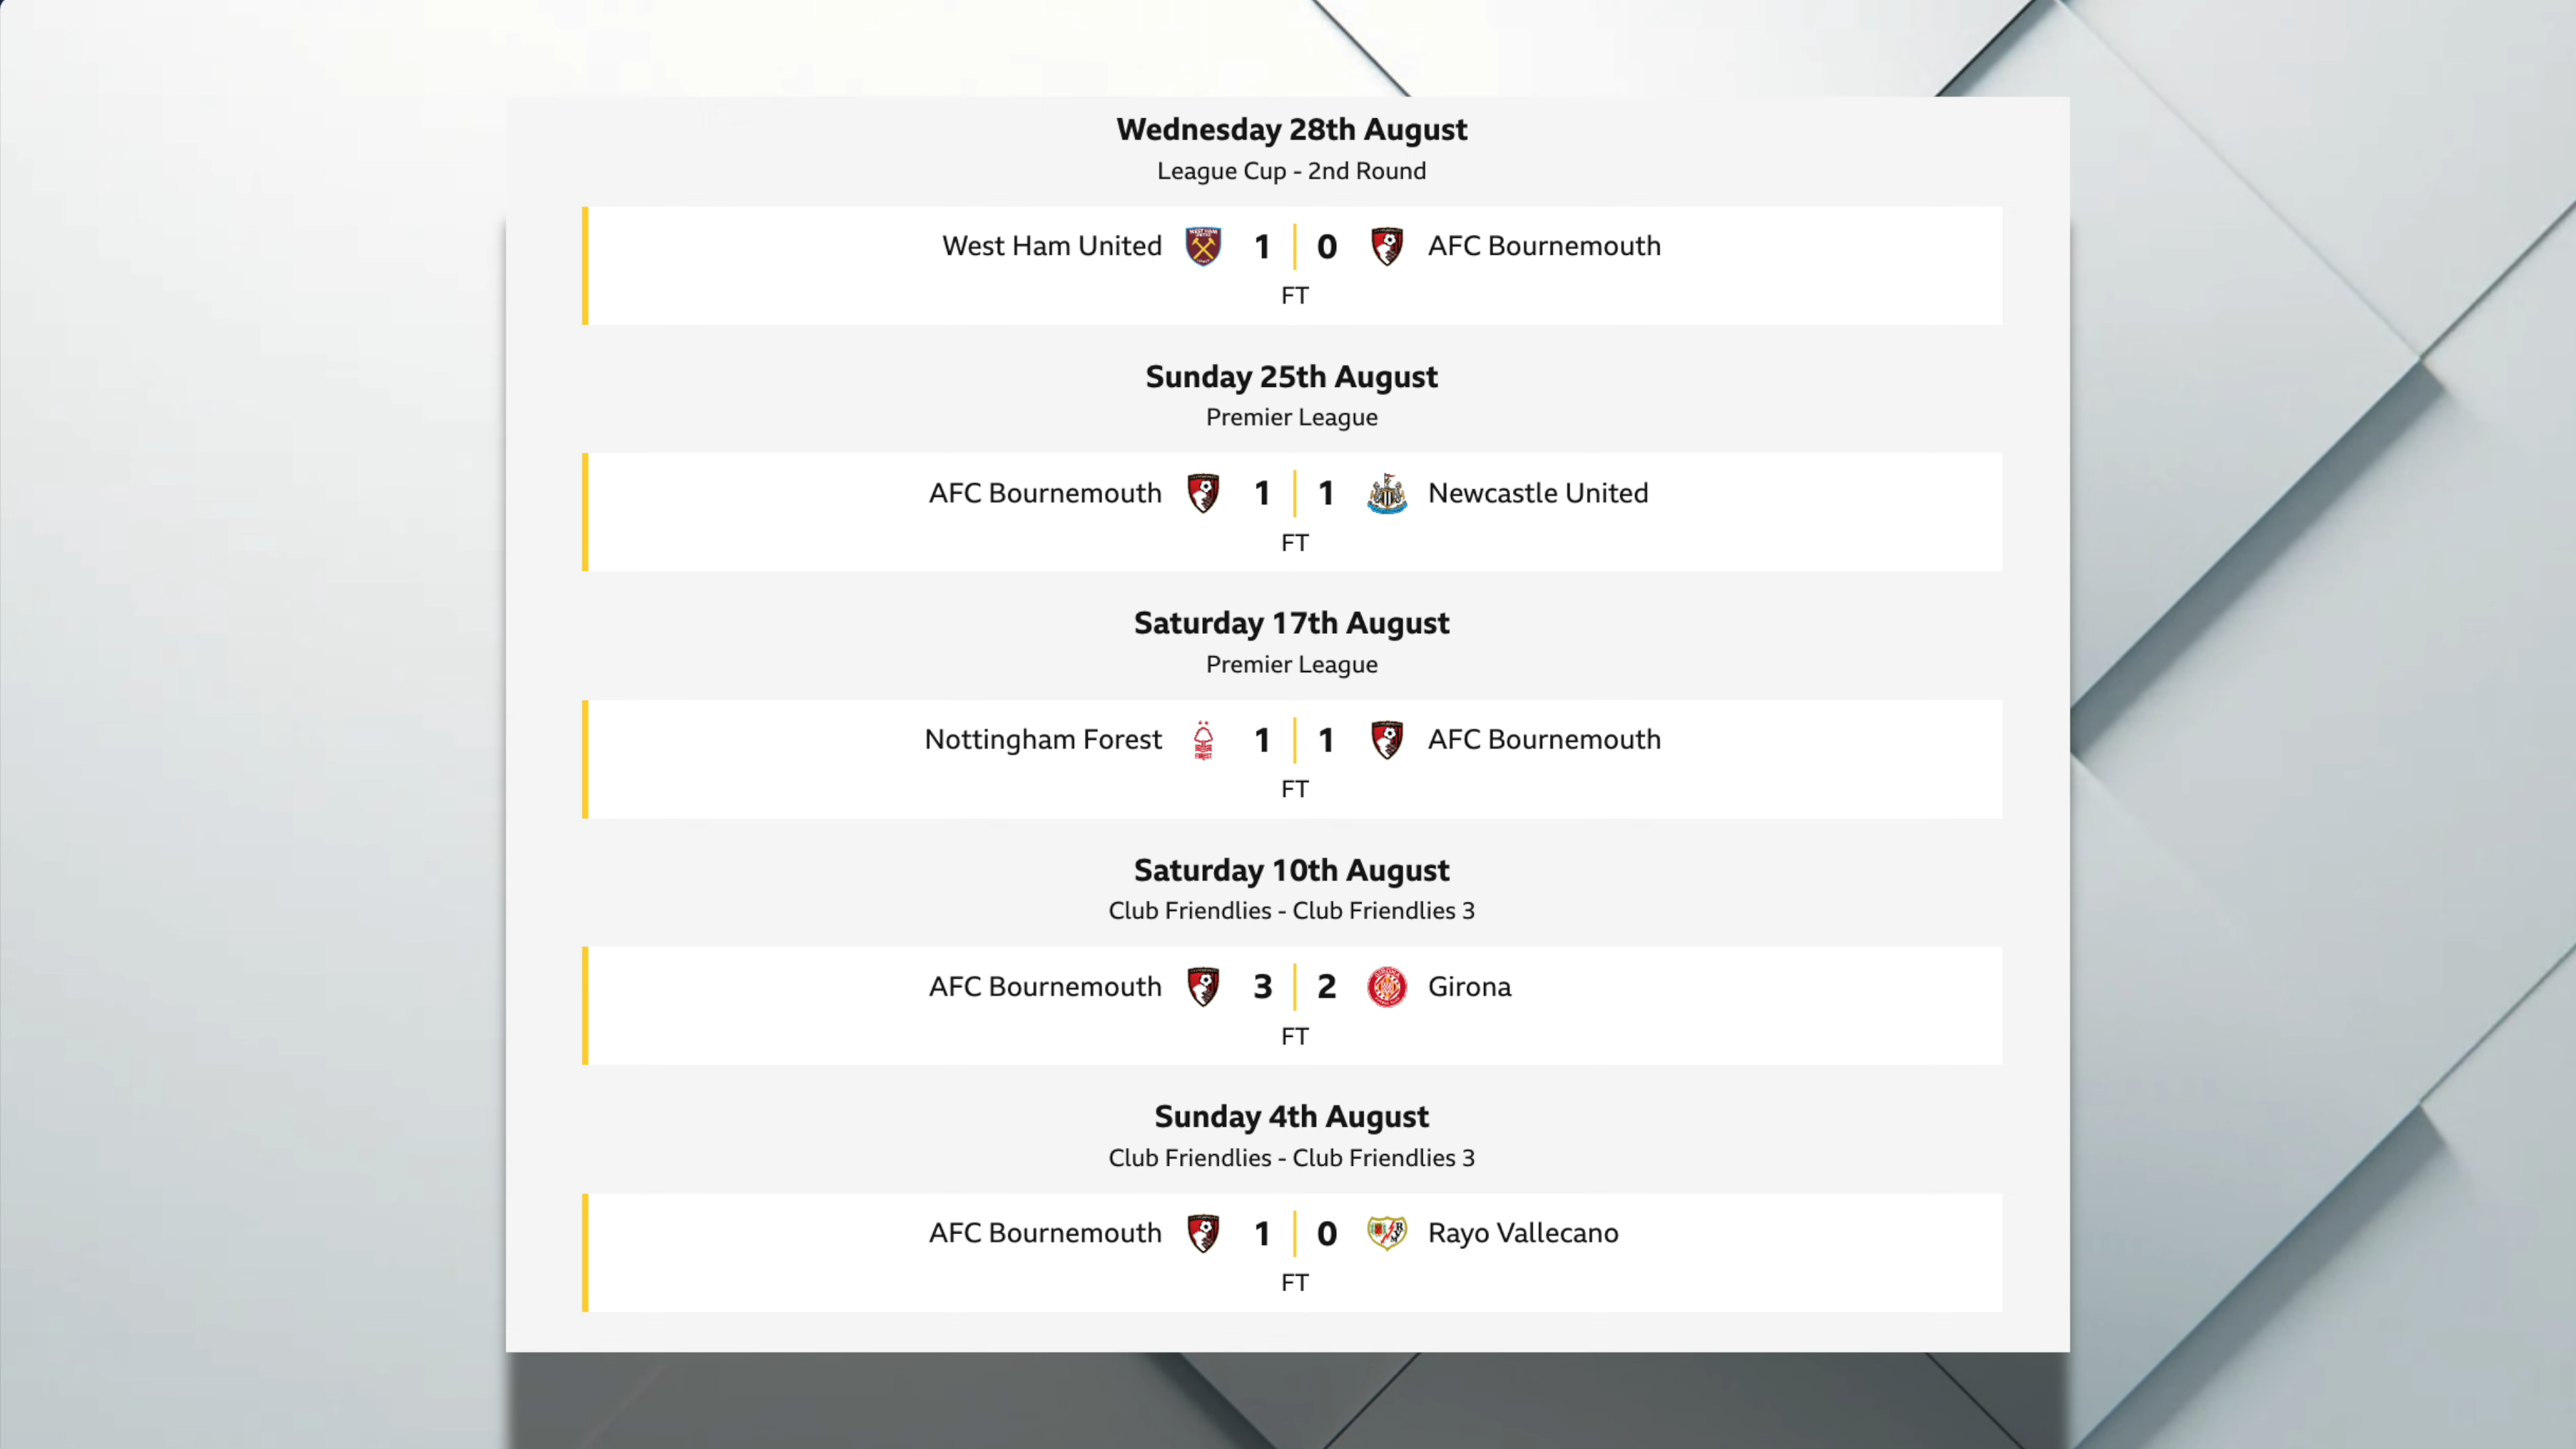 Wednesday 28th August
League Cup - 2nd Round
West Ham United 1 0 AFC Bournemouth
FT
Sunday 25th August
Premier League
AFC Bournemouth 1 1 Newcastle United
FT
Saturday 17th August
Premier League
Nottingham Forest 1 1 AFC Bournemouth
FT
Saturday 10th August
Club Friendlies - Club Friendlies 3
AFC Bournemouth 3 2 Girona
FT
Sunday 4th August
Club Friendlies - Club Friendlies 3
AFC Bournemouth 1 0 Rayo Vallecano
FT